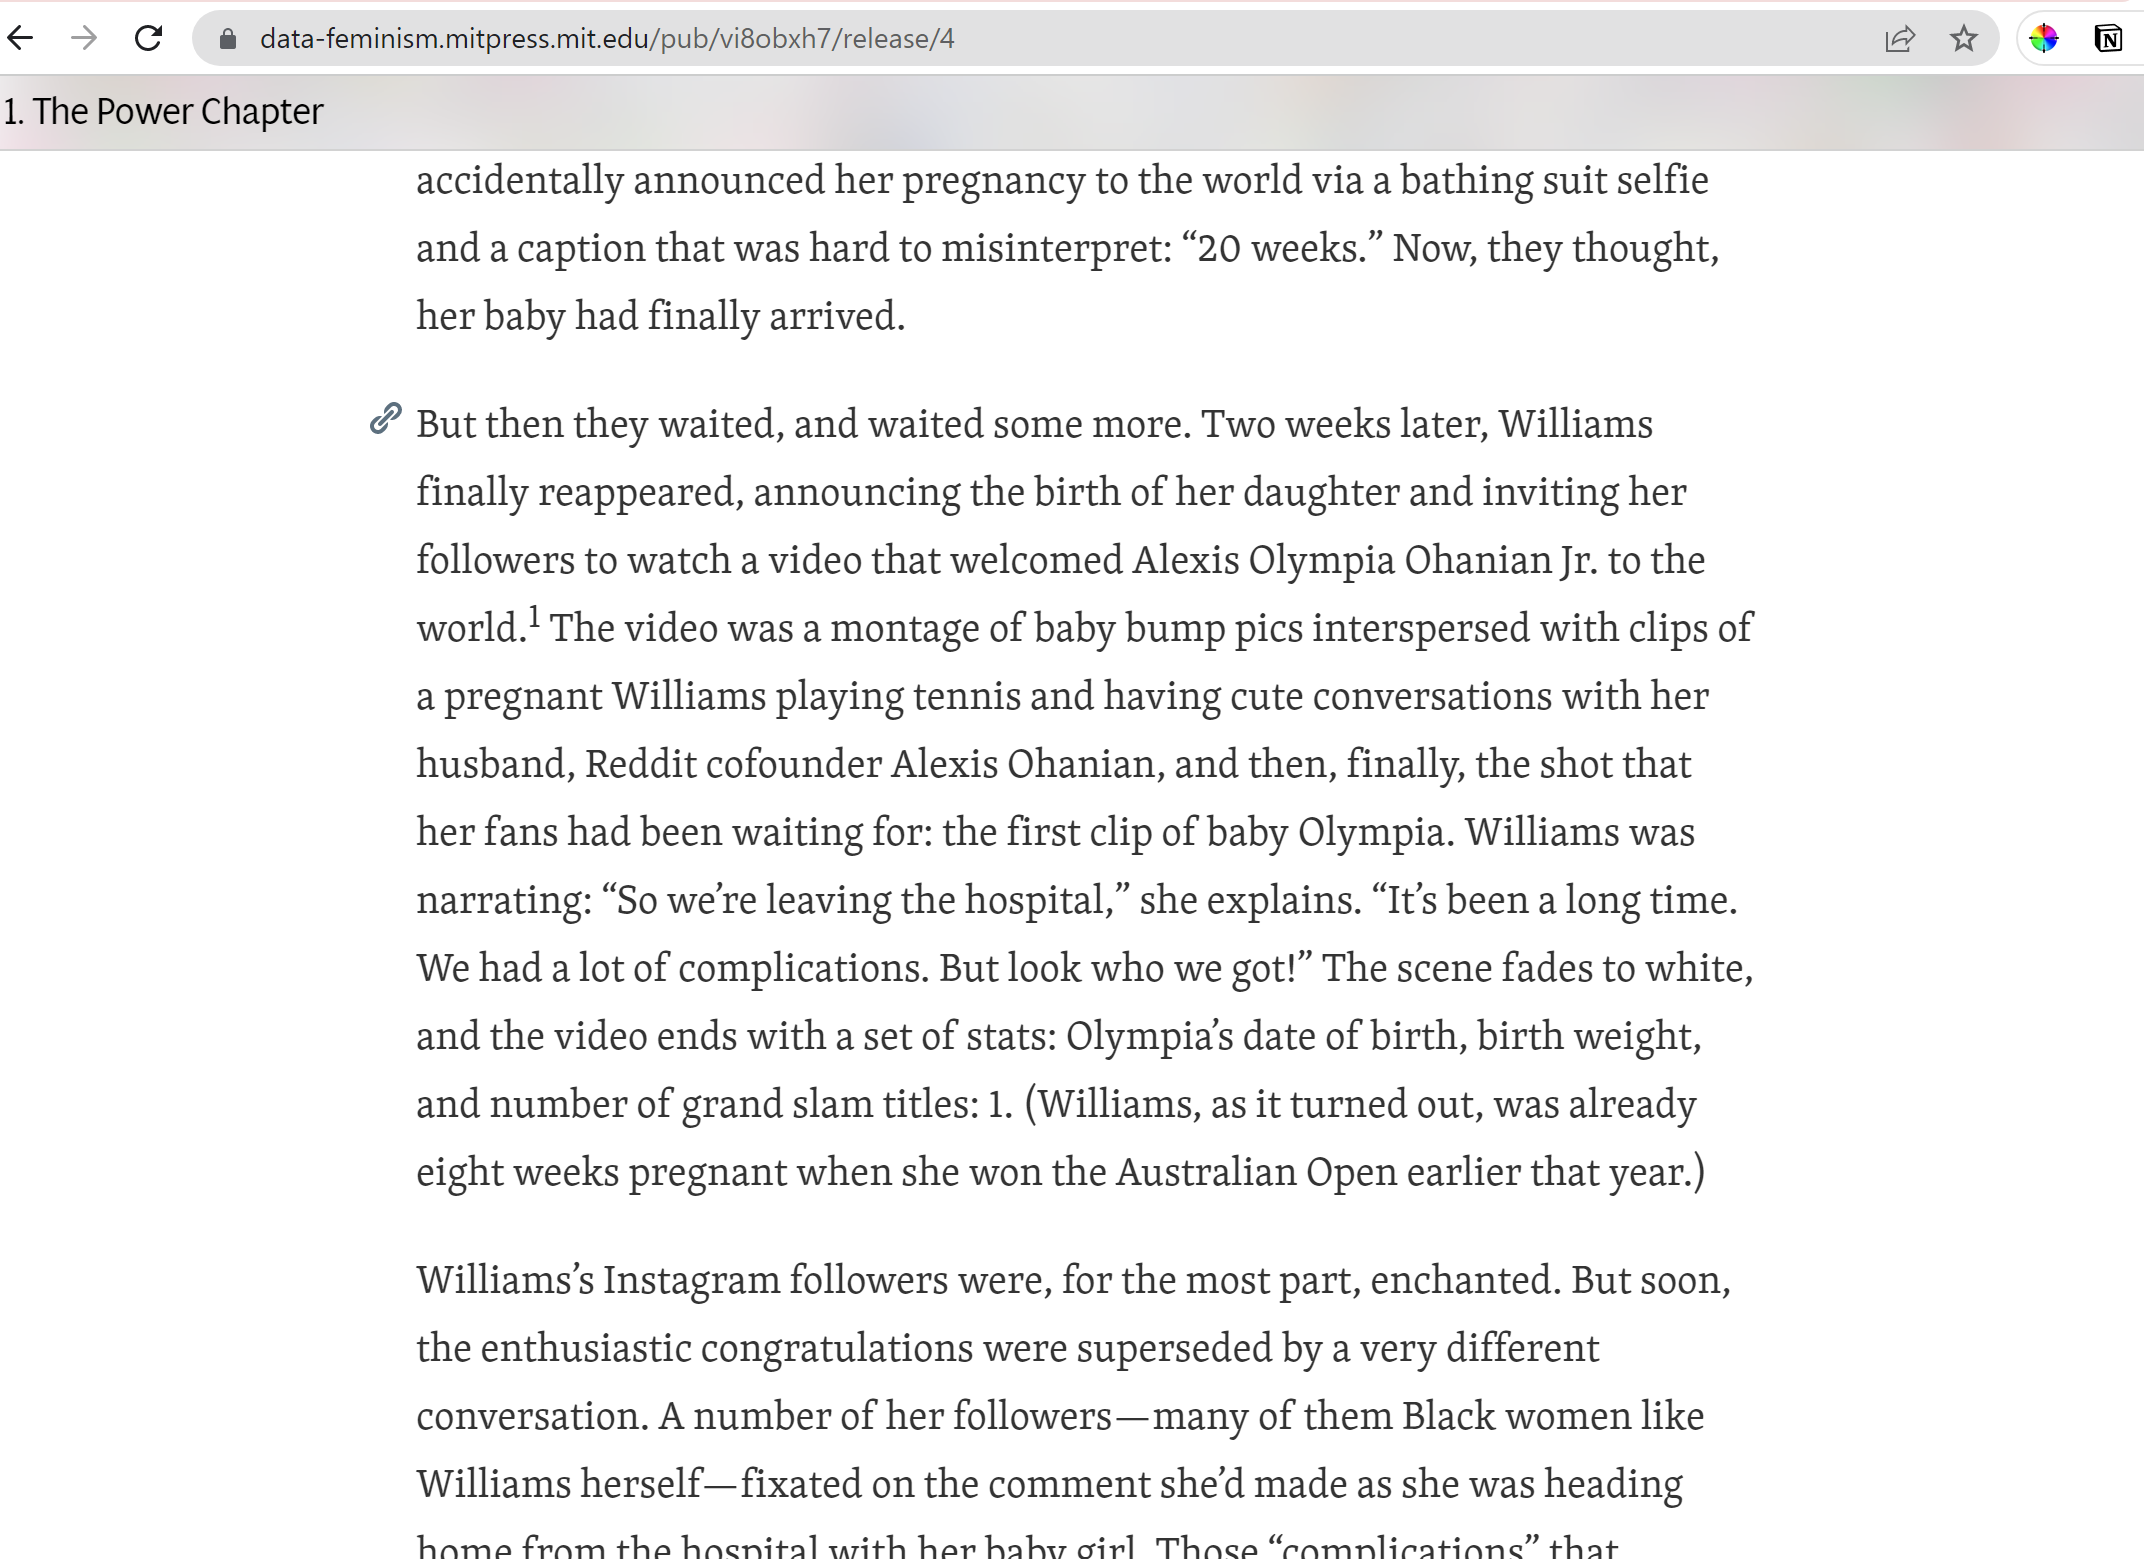 data-feminism.mitpress.mit.edu/pub/vi8obxh7/release/4
1. The Power Chapter
accidentally announced her pregnancy to the world via a bathing suit selfie
and a caption that was hard to misinterpret: “20 weeks.” Now, they thought,
her baby had finally arrived.
But then they waited, and waited some more. Two weeks later, Williams
finally reappeared, announcing the birth of her daughter and inviting her
followers to watch a video that welcomed Alexis Olympia Ohanian Jr. to the
world.1 The video was a montage of baby bump pics interspersed with clips of
a pregnant Williams playing tennis and having cute conversations with her
husband, Reddit cofounder Alexis Ohanian, and then, finally, the shot that
her fans had been waiting for: the first clip of baby Olympia. Williams was
narrating: “So we’re leaving the hospital,” she explains. “It’s been a long time.
We had a lot of complications. But look who we got!” The scene fades to white,
and the video ends with a set of stats: Olympia’s date of birth, birth weight,
and number of grand slam titles: 1. (Williams, as it turned out, was already
eight weeks pregnant when she won the Australian Open earlier that year.)
Williams’s Instagram followers were, for the most part, enchanted. But soon,
the enthusiastic congratulations were superseded by a very different
conversation. A number of her followers—many of them Black women like
Williams herself—fixated on the comment she’d made as she was heading
home from the hospital with her baby girl. Those “complications” that